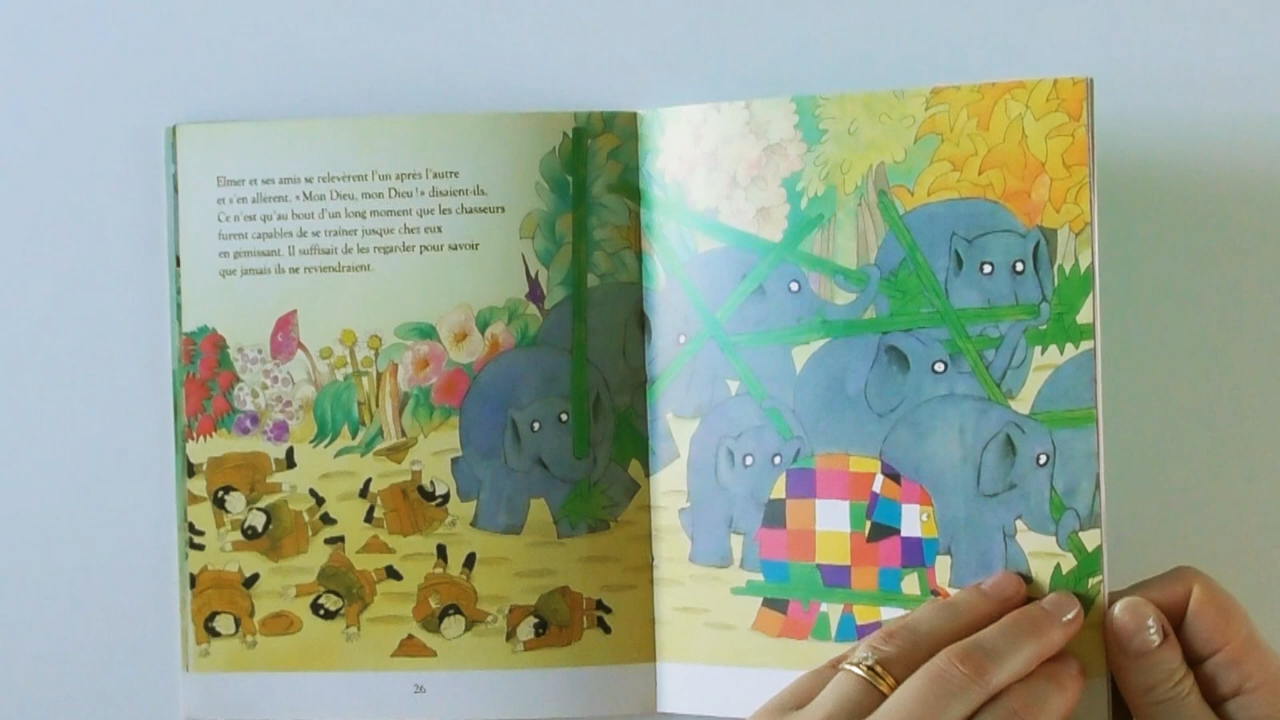 Elmer et ses amis se relevèrent l'un après l'autre
et s'en allèrent. «Mon Dieu, mon Dieu!» disaient-ils.
Ce n'est qu'au bout d'un long moment que les chasseurs
furent capables de se traîner jusque chez eux
en gémissant. Il suffisait de les regarder pour savoir
que jamais ils ne reviendraient.
26